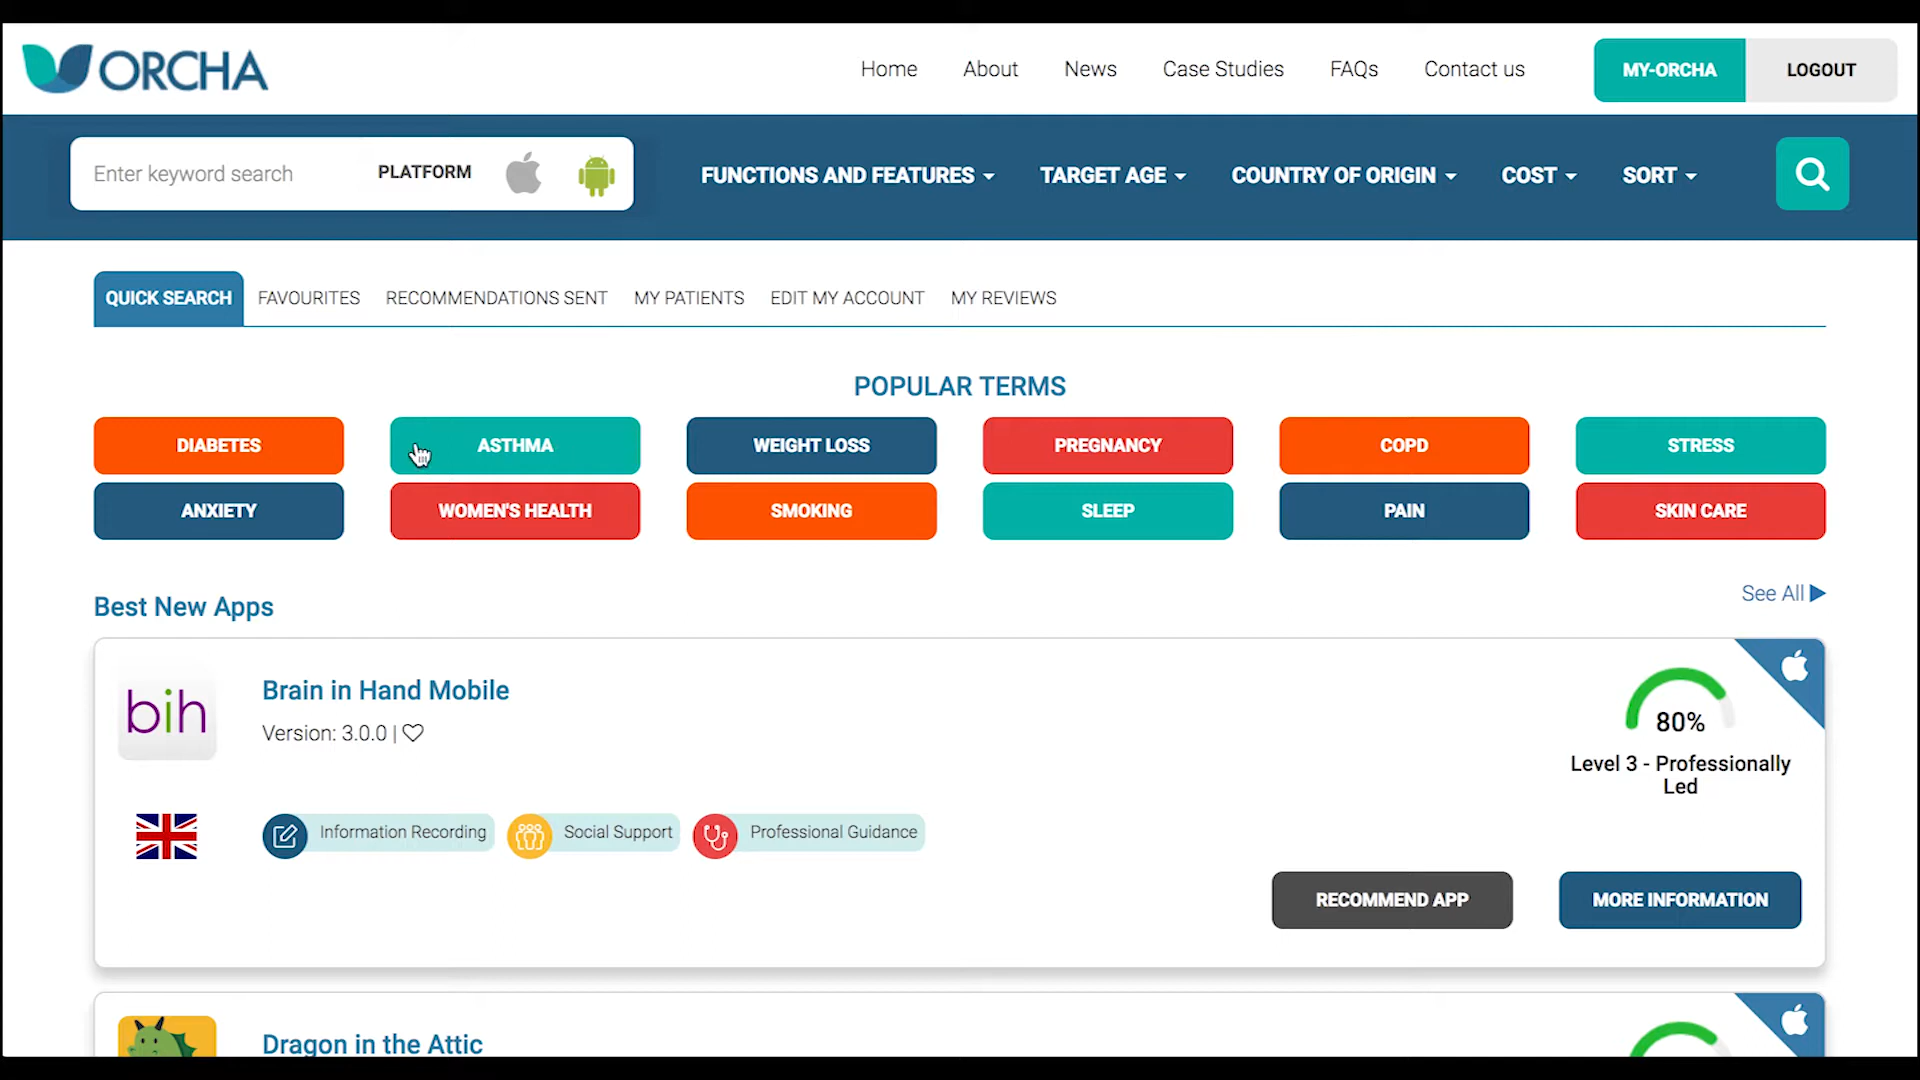 ORCHA
Home About News Case Studies FAQs Contact us MY-ORCHA LOGOUT
Enter keyword search PLATFORM FUNCTIONS AND FEATURES TARGET AGE COUNTRY OF ORIGIN COST SORT
QUICK SEARCH FAVOURITES RECOMMENDATIONS SENT MY PATIENTS EDIT MY ACCOUNT MY REVIEWS
POPULAR TERMS
DIABETES ASTHMA WEIGHT LOSS PREGNANCY COPD STRESS
ANXIETY WOMEN'S HEALTH SMOKING SLEEP PAIN SKIN CARE
See All
Best New Apps
bih
Brain in Hand Mobile
Version: 3.0.0 |
80%
Level 3 - Professionally
Led
Information Recording Social Support Professional Guidance
RECOMMEND APP MORE INFORMATION
Dragon in the Attic